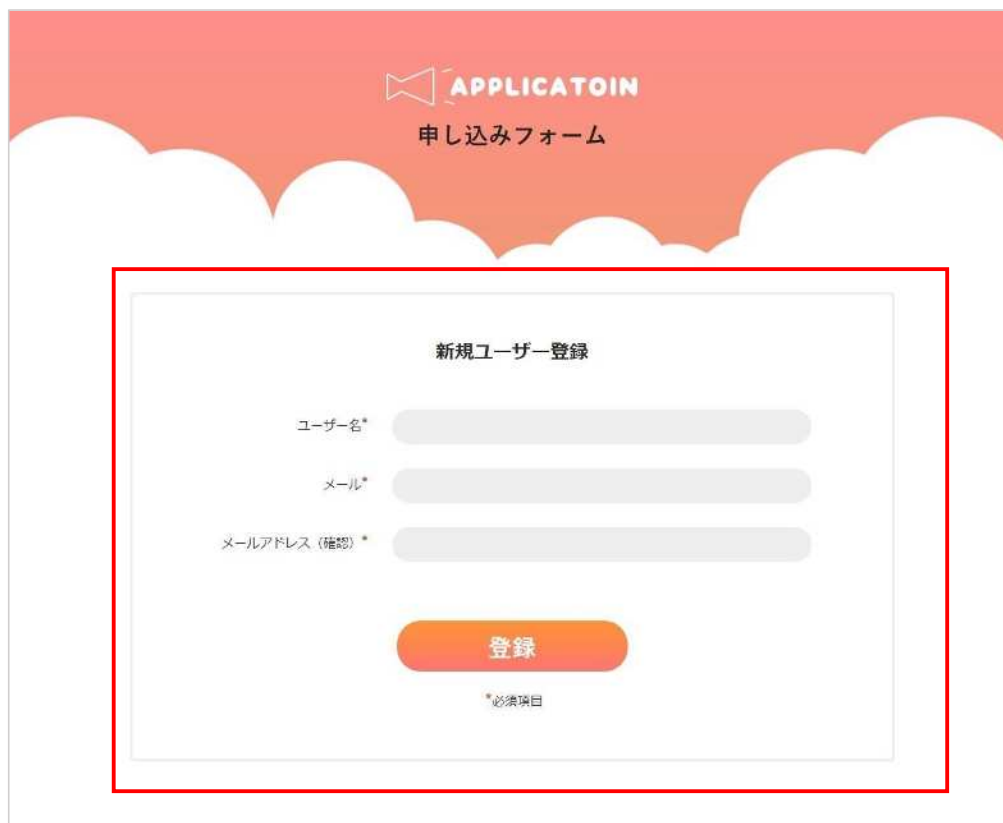 APPLICATOIN
申し込みフォーム
新規ユーザー登録
ユーザー名*
メール*
メールアドレス（確認）*
登録
*必須項目